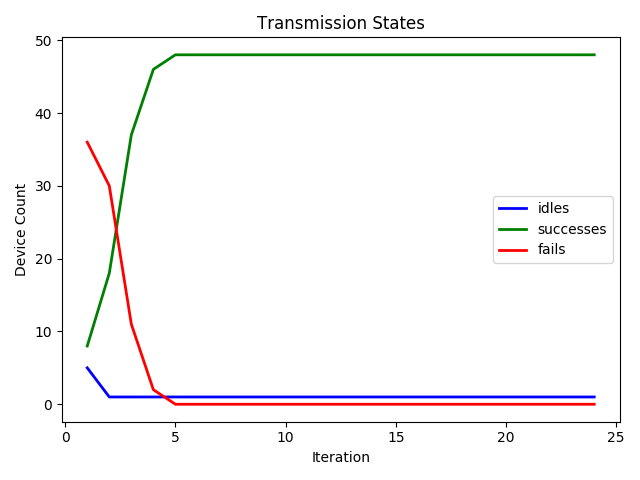 Transmission States
Device Count
50
40
30
20
10
0
idles
successes
fails
0 5 10 15 20 25
Iteration